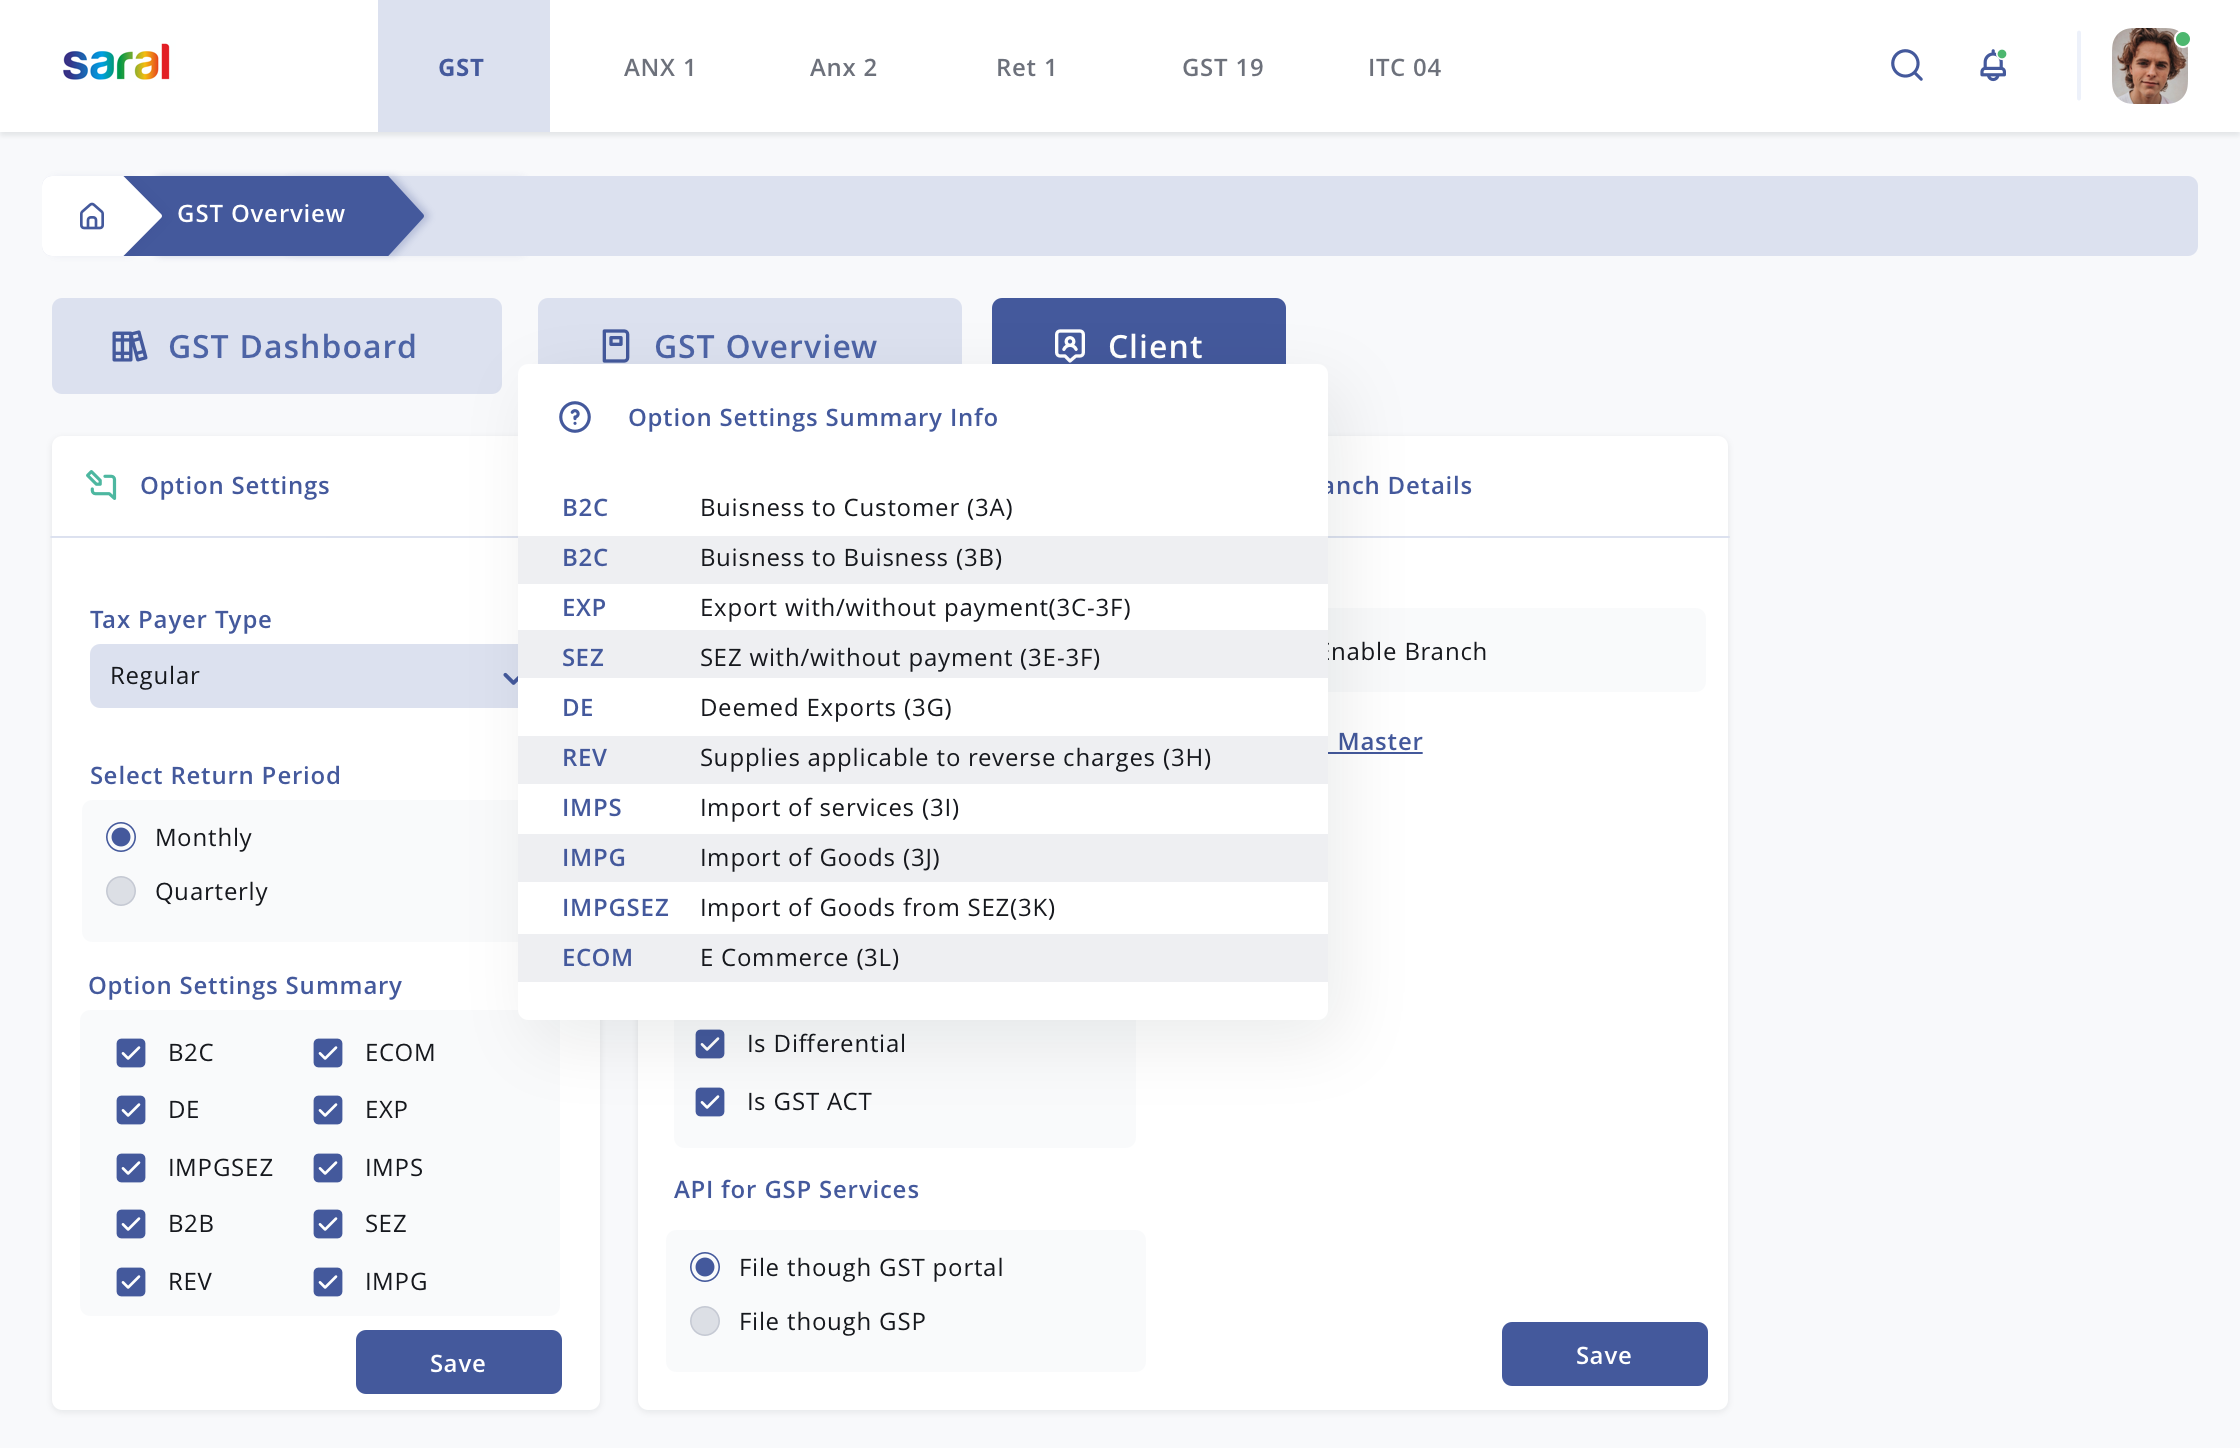 saral
GST
ANX 1
Anx 2
Ret 1
GST 19
ITC 04
GST Overview
GST Dashboard
GST Overview
Client
Option Settings Summary Info
B2C Buisness to Customer (3A)
B2C Buisness to Buisness (3B)
EXP Export with/without payment(3C-3F)
SEZ SEZ with/without payment (3E-3F)
DE Deemed Exports (3G)
REV Supplies applicable to reverse charges (3H)
IMPS Import of services (3I)
IMPG Import of Goods (3J)
IMPGSEZ Import of Goods from SEZ(3K)
ECOM E Commerce (3L)
Option Settings
Tax Payer Type
Regular
Select Return Period
Monthly
Quarterly
Option Settings Summary
B2C ECOM
DE EXP
IMPGSEZ IMPS
B2B SEZ
REV IMPG
Save
Is Differential
Is GST ACT
API for GSP Services
File though GST portal
File though GSP
Details
Branch
Master
Save